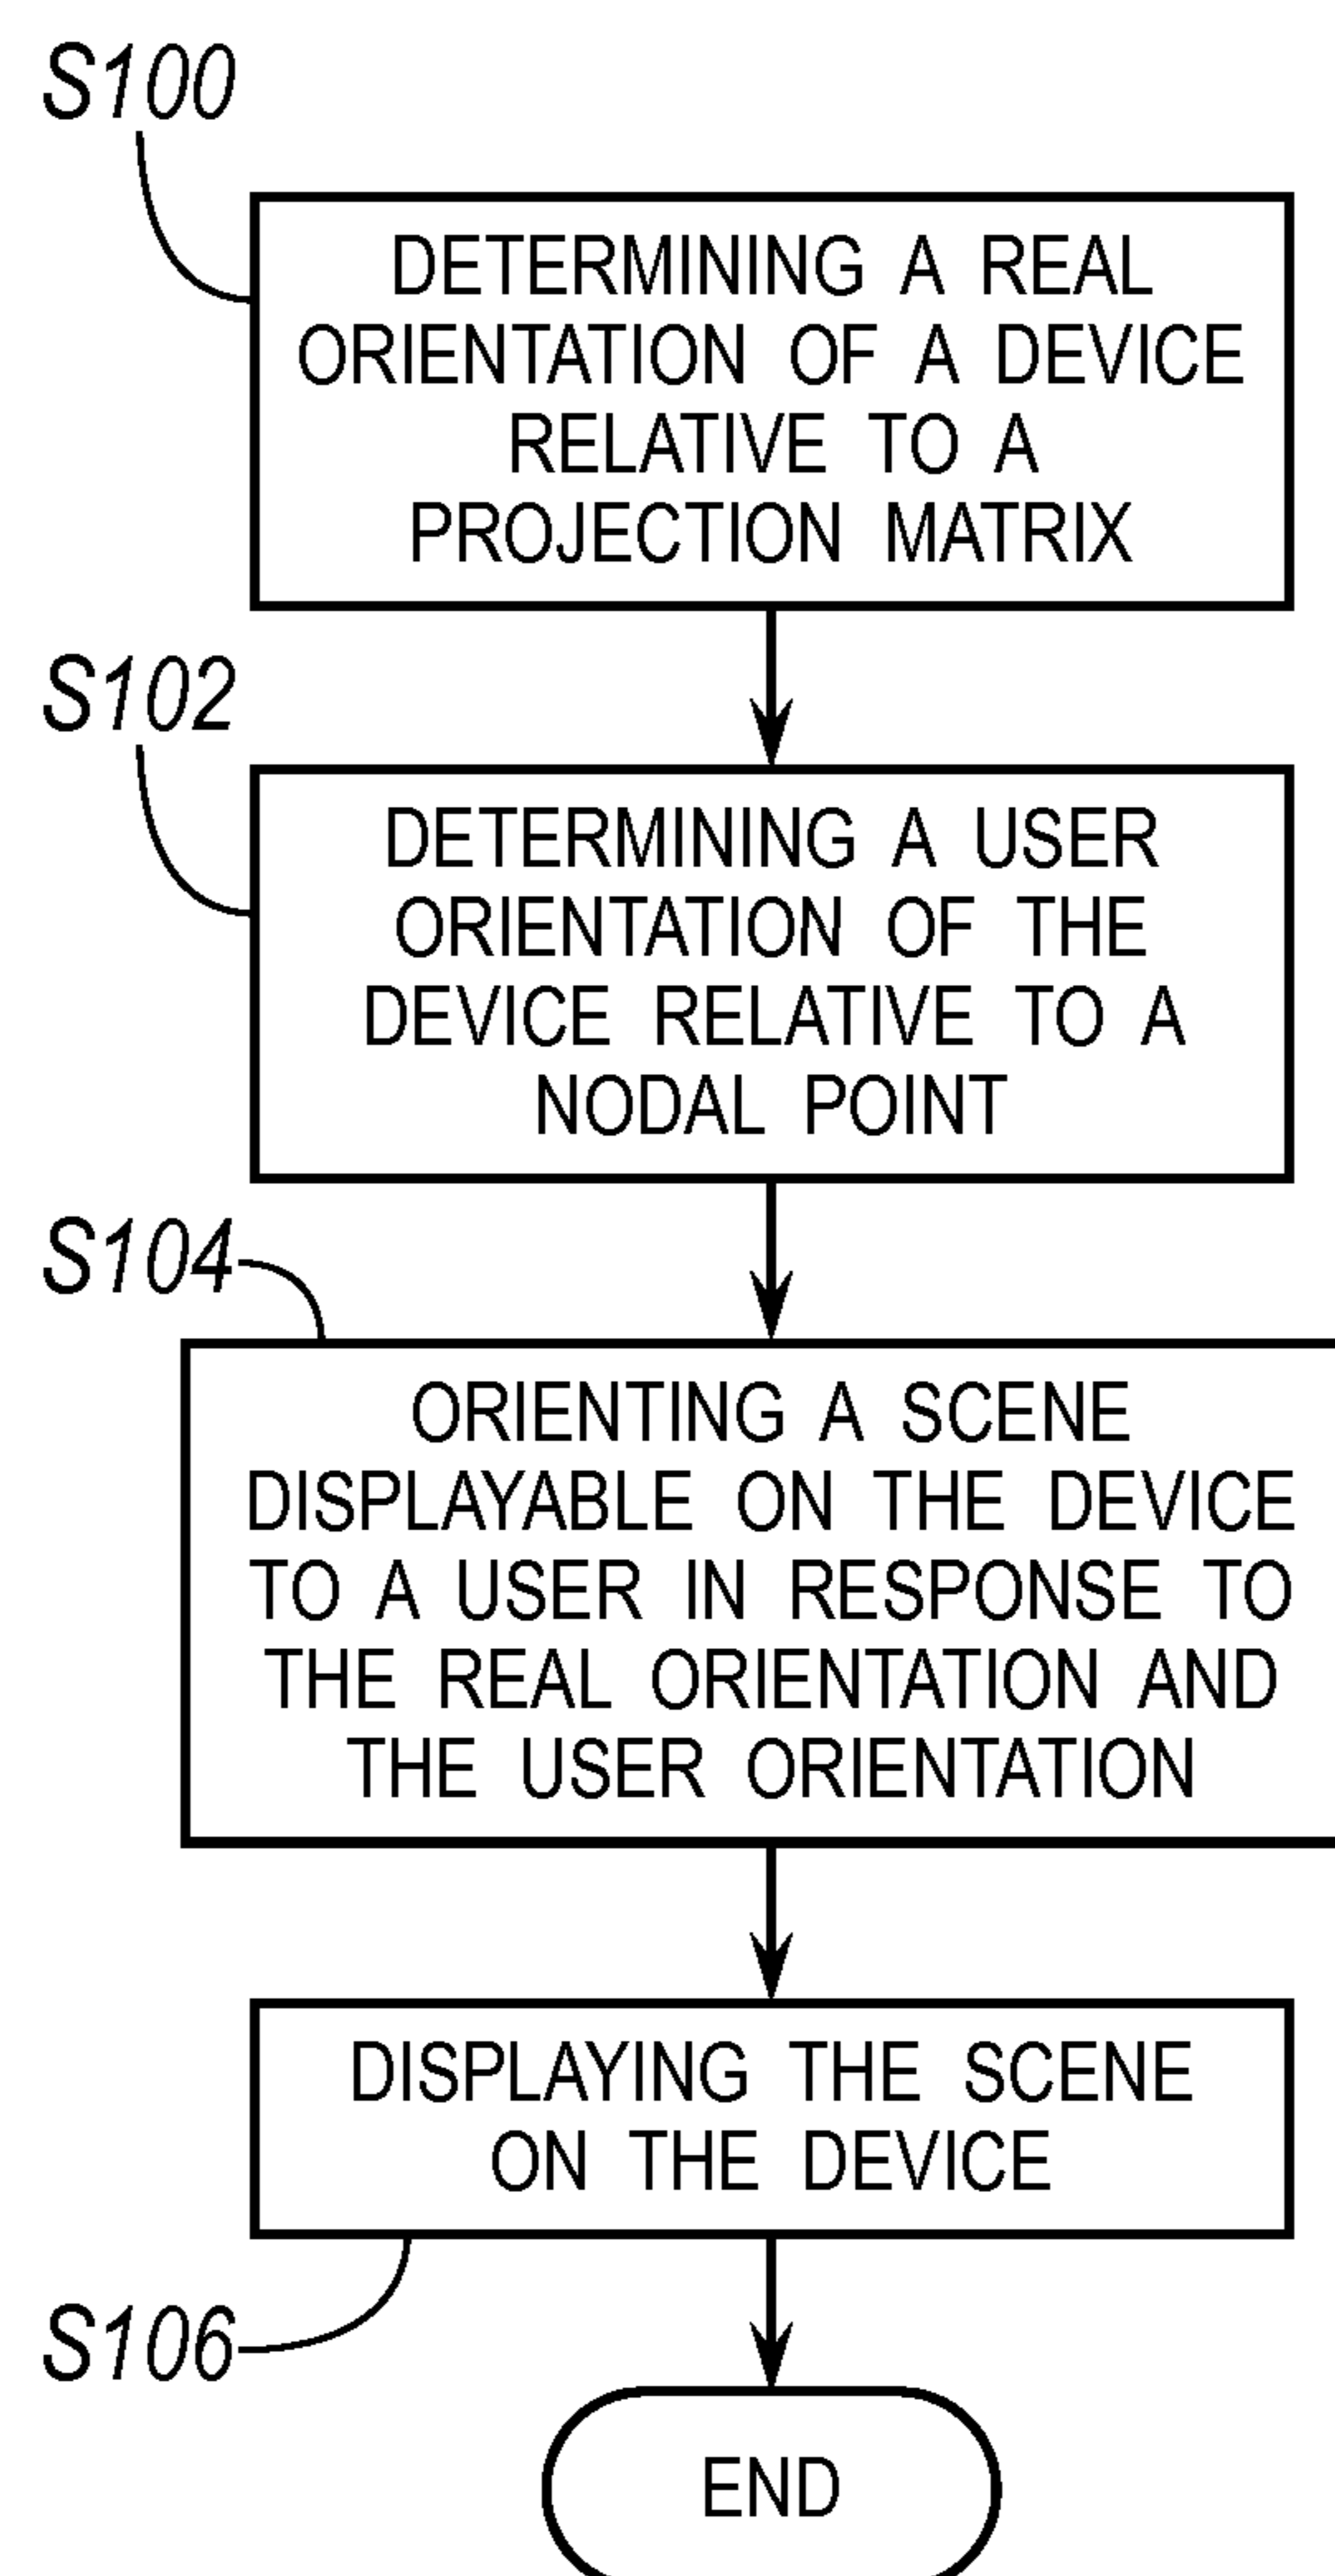 S100
DETERMINING A REAL
ORIENTATION OF A DEVICE
RELATIVE TO A
PROJECTION MATRIX
S102
DETERMINING A USER
ORIENTATION OF THE
DEVICE RELATIVE TO A
NODAL POINT
S104
ORIENTING A SCENE
DISPLAYABLE ON THE DEVICE
TO A USER IN RESPONSE TO
THE REAL ORIENTATION AND
THE USER ORIENTATION
DISPLAYING THE SCENE
ON THE DEVICE
S106
END